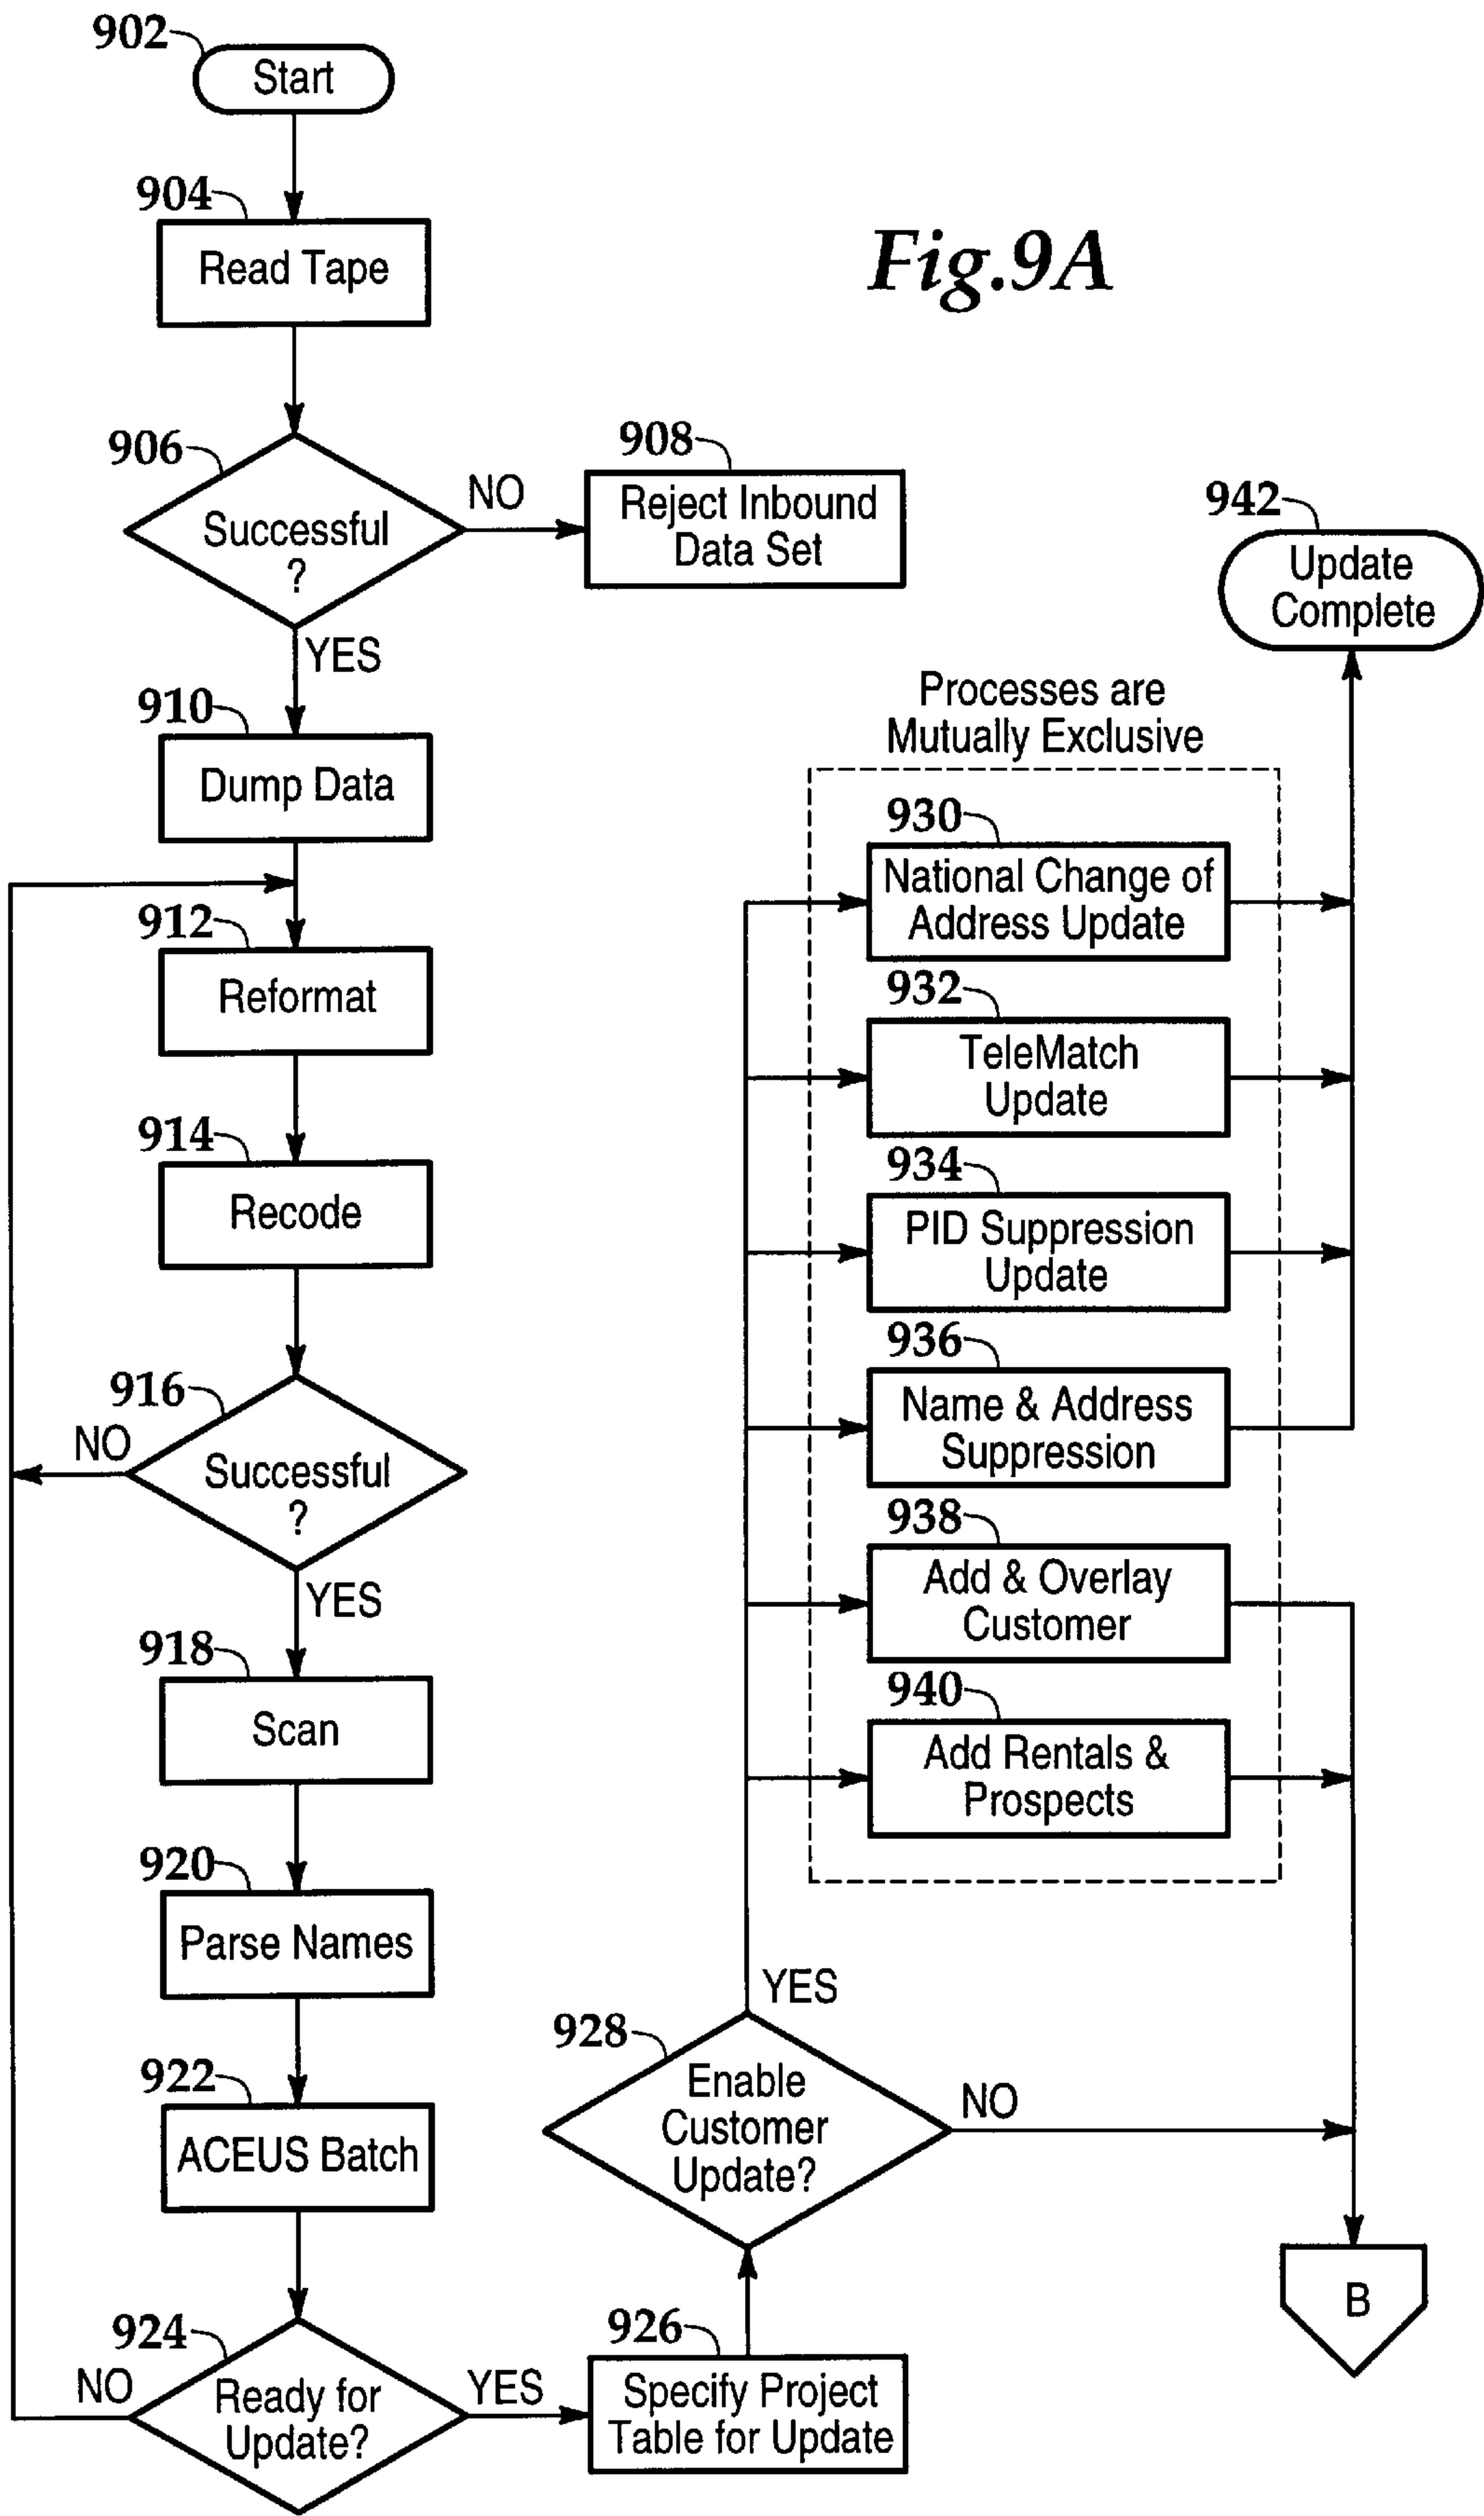 902
Start
904
Read Tape
Fig.9A
906
Successful
?
NO
908
Reject Inbound
Data Set
YES
910
Dump Data
912
Reformat
914
Recode
916
NO
Successful
?
YES
918
Scan
920
Parse Names
922
ACEUS Batch
924
NO
Ready for
Update?
YES
926
Specify Project
Table for Update
928
Enable
Customer
Update?
YES
NO
Processes are
Mutually Exclusive
930
National Change of
Address Update
932
TeleMatch
Update
934
PID Suppression
Update
936
Name & Address
Suppression
938
Add & Overlay
Customer
940
Add Rentals &
Prospects
942
Update
Complete
B